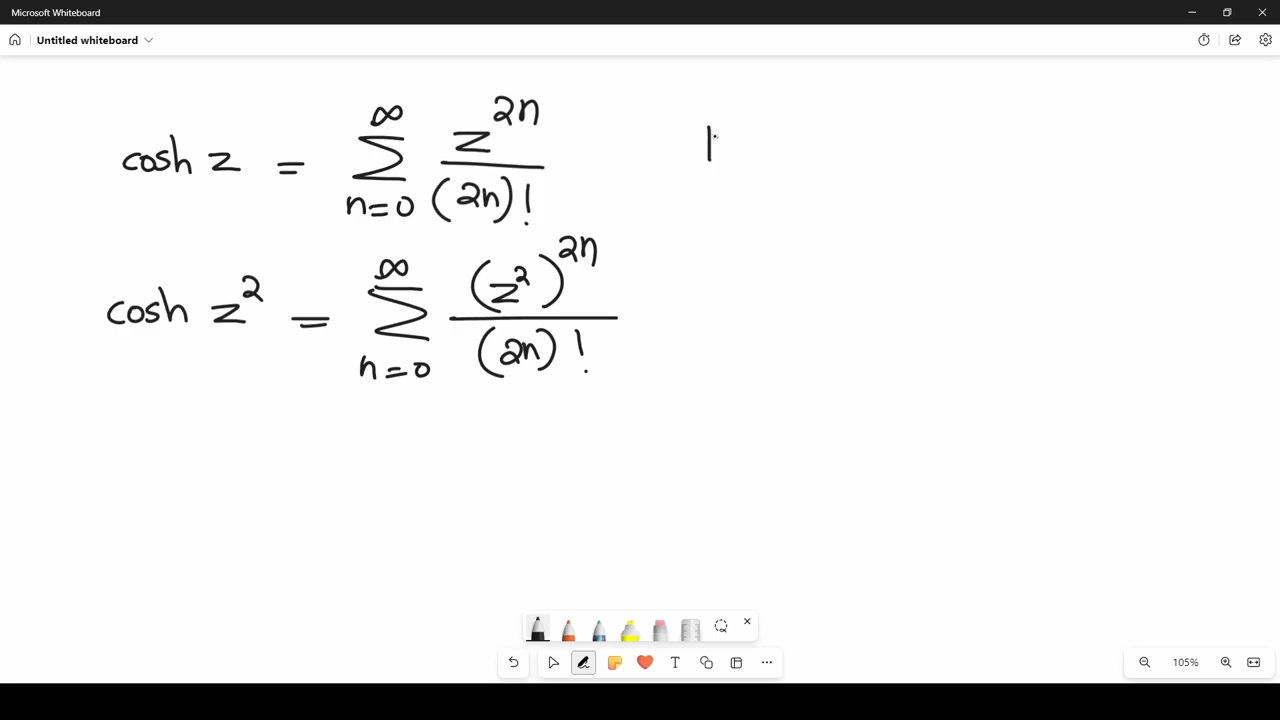 Microsoft Whiteboard
Untitled whiteboard
cosh z = ∞∑n=0 z^2n/(2n)! |
cosh z^2 = ∞∑n=0 (z^2)^2n/(2n)!
105%